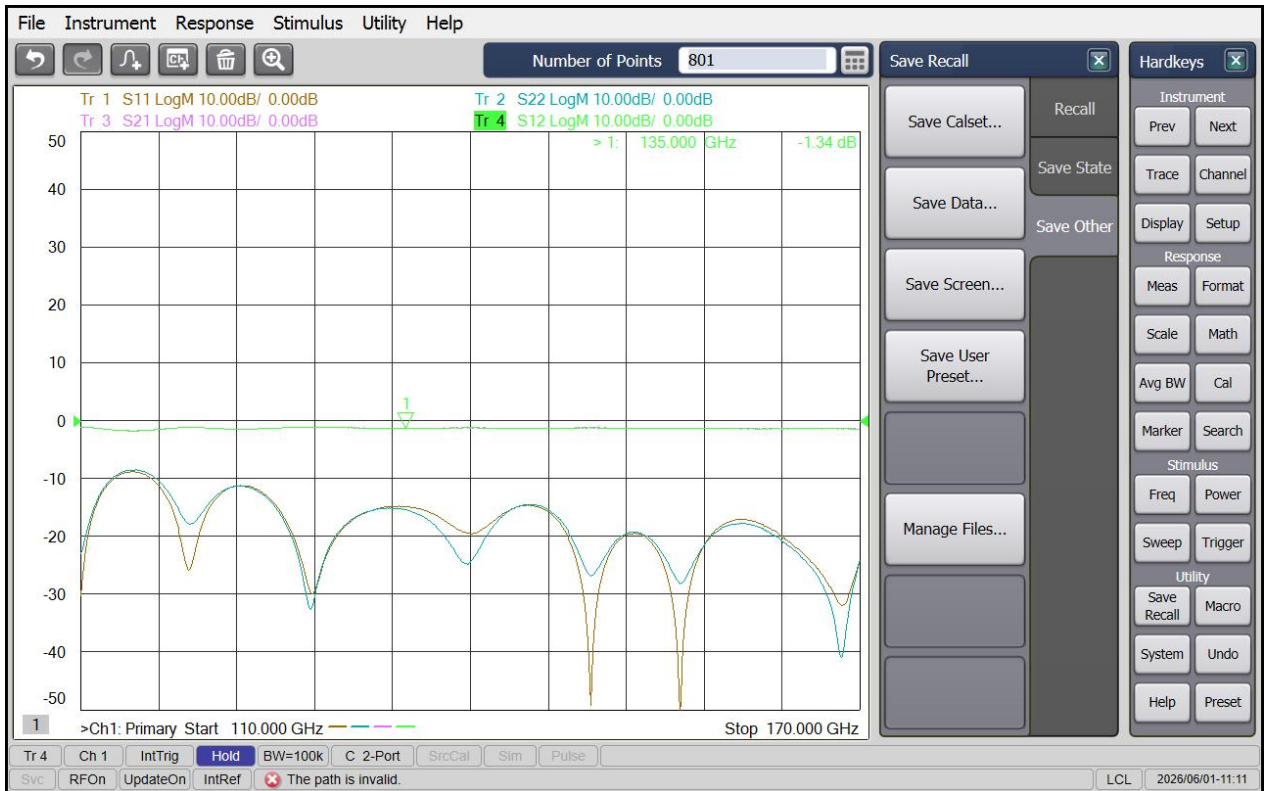 File Instrument Response Stimulus Utility Help
Number of Points 801
Tr 1 S11 LogM 10.00dB/ 0.00dB
Tr 2 S22 LogM 10.00dB/ 0.00dB
Tr 3 S21 LogM 10.00dB/ 0.00dB
Tr 4 S12 LogM 10.00dB/ 0.00dB
> 1: 135.000 GHz -1.34 dB
50
40
30
20
10
0
-10
-20
-30
-40
-50
1
1
>Ch1: Primary Start 110.000 GHz
Stop 170.000 GHz
Save Recall
Save Calset...
Save Data...
Save Screen...
Save User
Preset...
Manage Files...
Recall
Save State
Save Other
Hardkeys
Instrument
Prev Next
Trace Channel
Display Setup
Response
Meas Format
Scale Math
Avg BW Cal
Marker Search
Stimulus
Freq Power
Sweep Trigger
Utility
Save
Recall
Macro
System Undo
Help Preset
Tr 4 Ch 1 IntTrig Hold BW=100k C 2-Port SrcCal Sim Pulse
Svc RFOn UpdateOn IntRef The path is invalid. LCL 2026/06/01-11:11